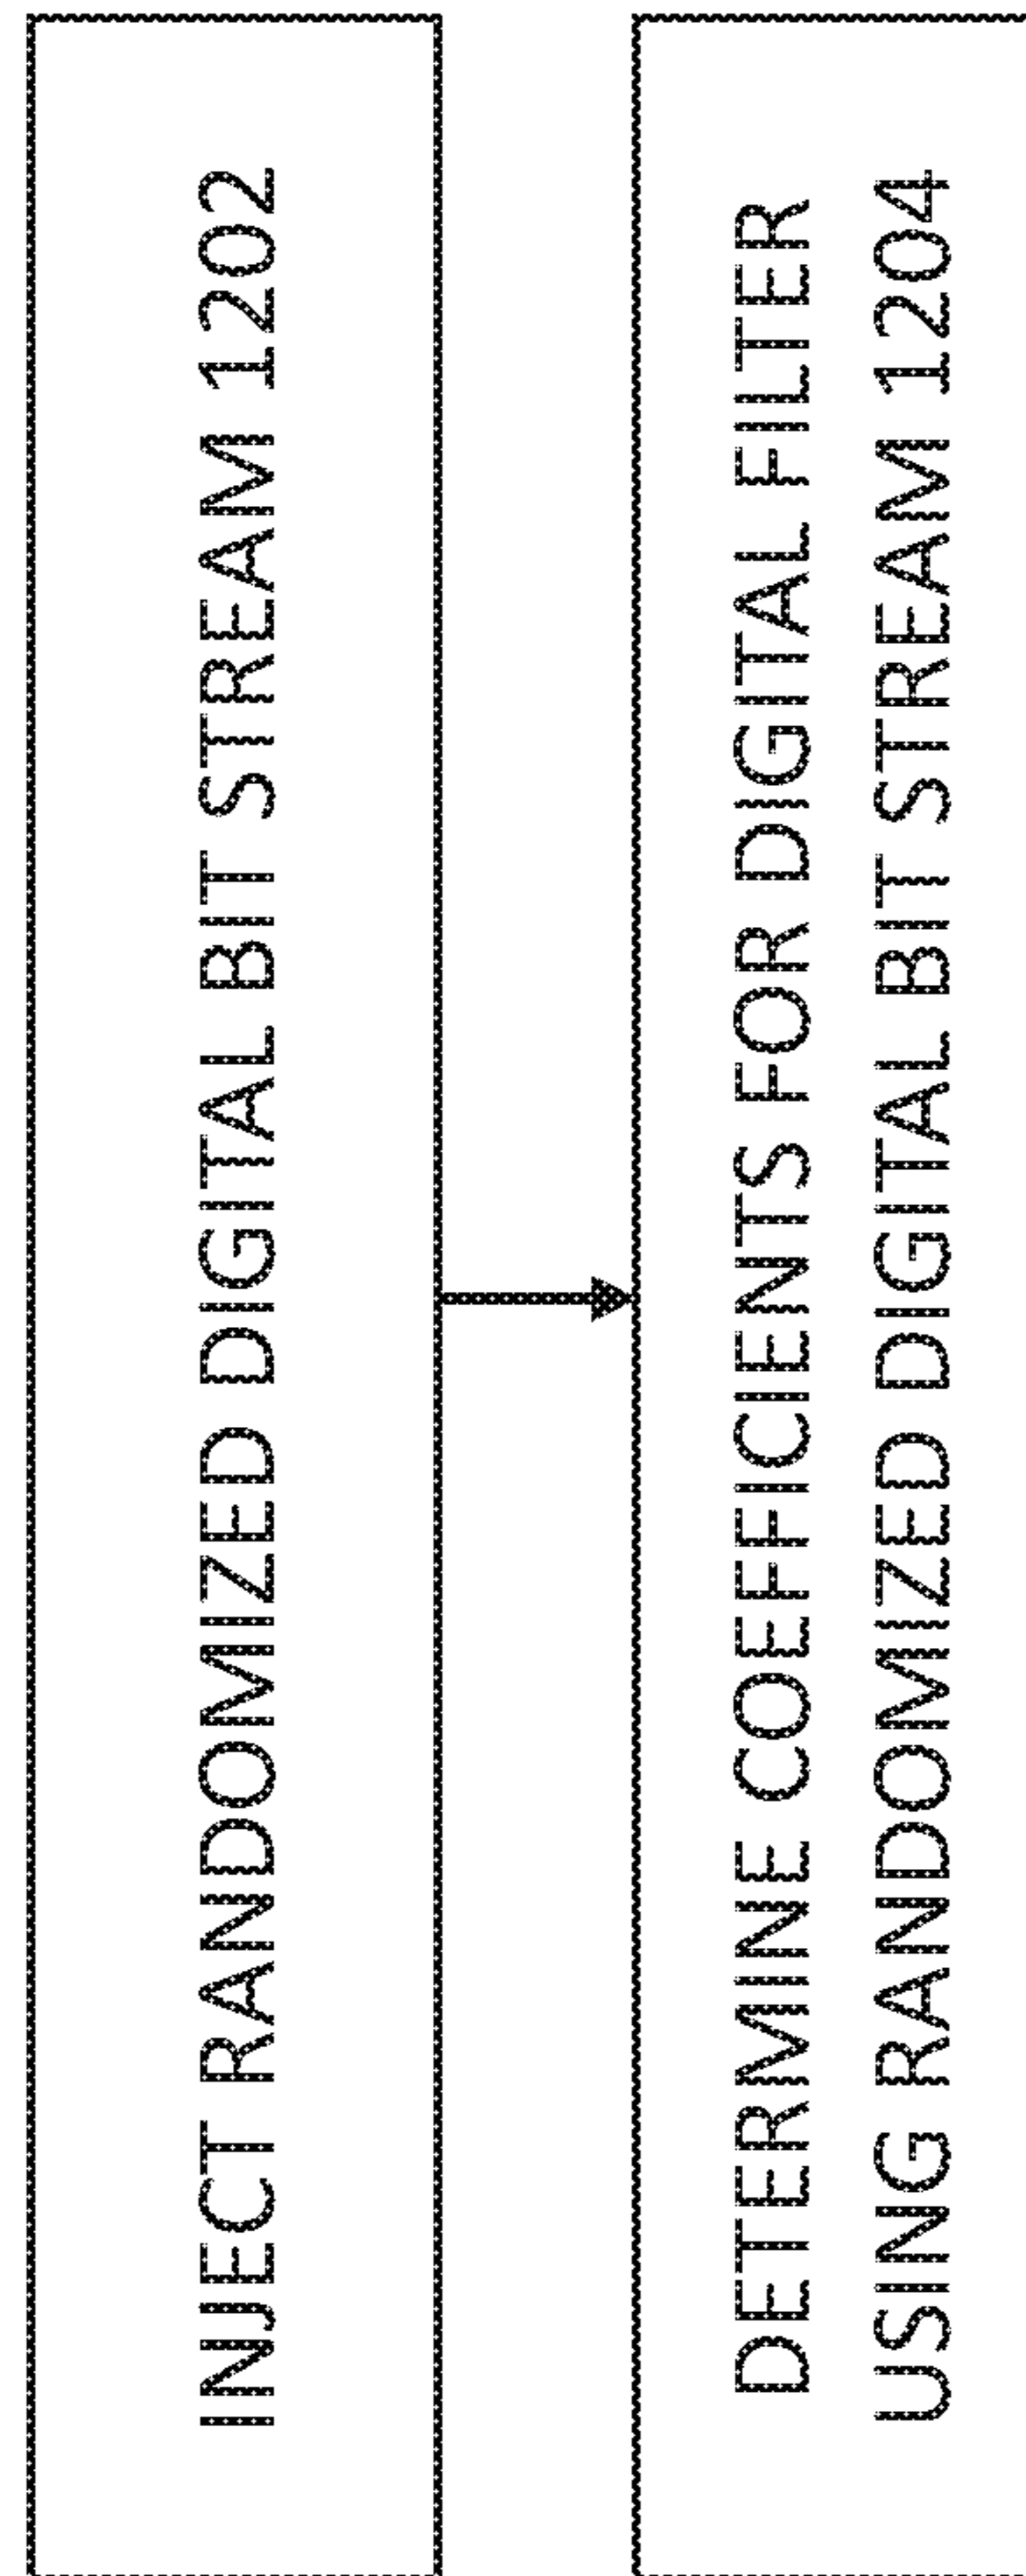 INJECT RANDOMIZED DIGITAL BIT STREAM 1202
DETERMINE COEFFICIENTS FOR DIGITAL FILTER
USING RANDOMIZED DIGITAL BIT STREAM 1204